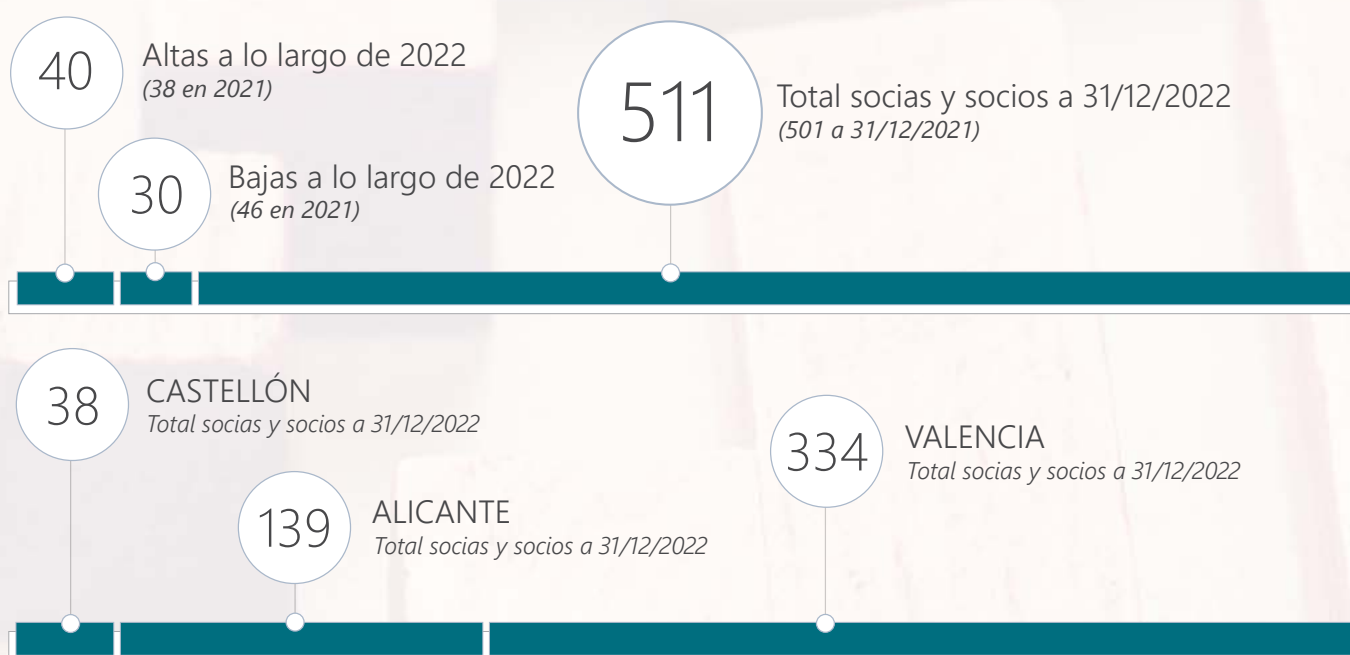 40
Altas a lo largo de 2022
(38 en 2021)
30
Bajas a lo largo de 2022
(46 en 2021)
511
Total socias y socios a 31/12/2022
(501 a 31/12/2021)
38
CASTELLÓN
Total socias y socios a 31/12/2022
139
ALICANTE
Total socias y socios a 31/12/2022
334
VALENCIA
Total socias y socios a 31/12/2022